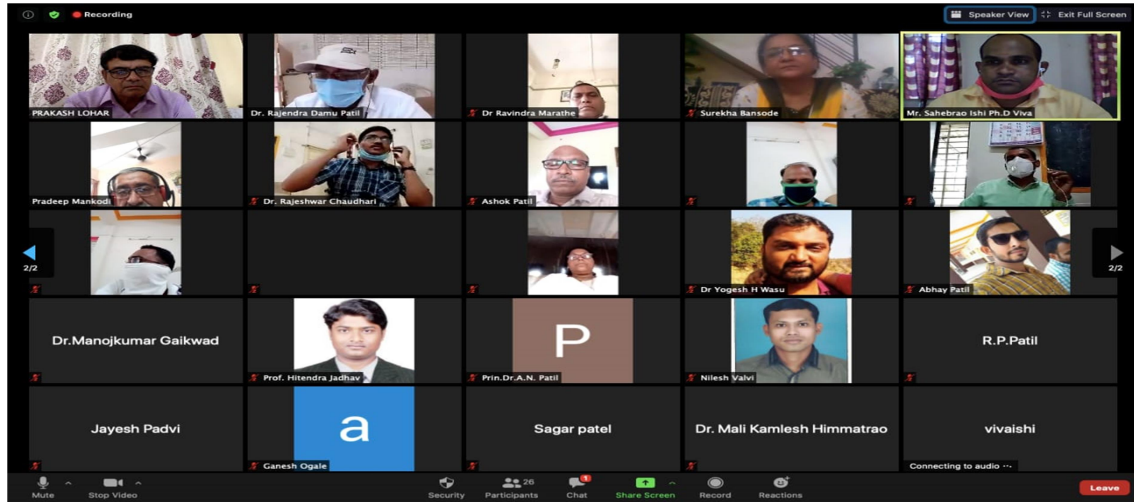 Recording
Speaker View
Exit Full Screen
PRAKASH LOHAR
Dr. Rajendra Damu Patil
Dr Ravindra Marathe
Surekha Bansode
Mr. Sahebrao Ishi Ph.D Viva
Pradeep Mankodi
Dr. Rajeshwar Chaudhari
Ashok Patil
2/2
Dr Yogesh H Wasu
Abhay Patil
2/2
Dr.Manojkumar Gaikwad
Prof. Hitendra Jadhav
P
Prin.Dr.A.N. Patil
Nilesh Valvi
R.P.Patil
Jayesh Padvi
a
Ganesh Ogale
Sagar patel
Dr. Mali Kamlesh Himmatrao
vivaishi
Connecting to audio ···
Mute
Stop Video
Security
26
Participants
1
Chat
Share Screen
Record
Reactions
Leave